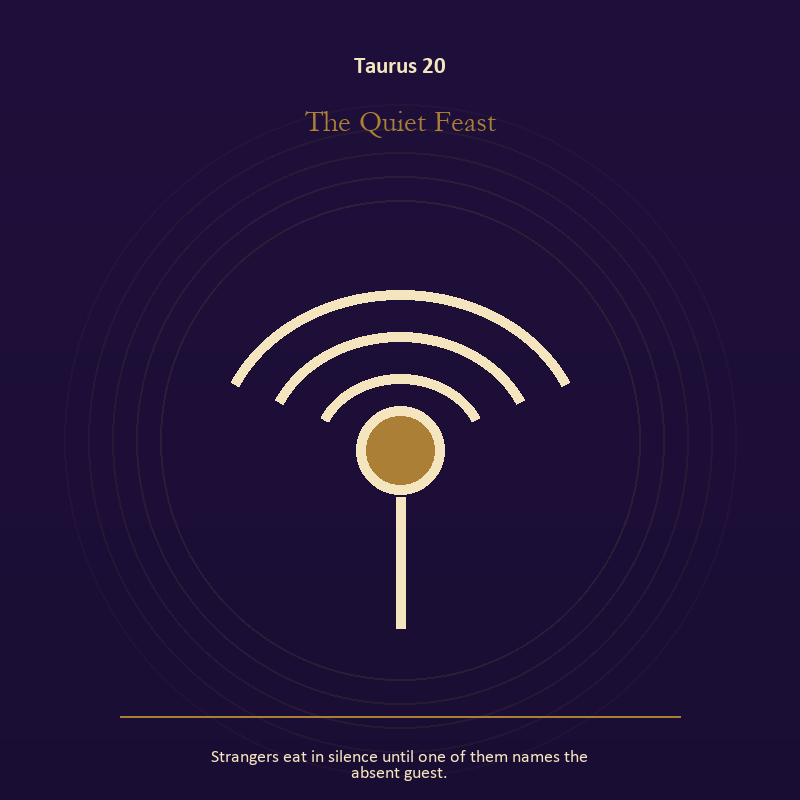 Taurus 20
The Quiet Feast
Strangers eat in silence until one of them names the
absent guest.